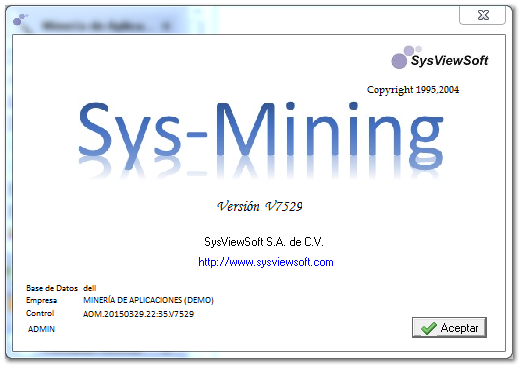 Minería de Aplica...
SysViewSoft
Copyright 1995,2004
Sys-Mining
Versión V7529
SysViewSoft S.A. de C.V.
http://www.sysviewsoft.com
Base de Datos dell
Empresa MINERÍA DE APLICACIONES (DEMO)
Control AOM.20150329.22:35.V7529
ADMIN
Aceptar